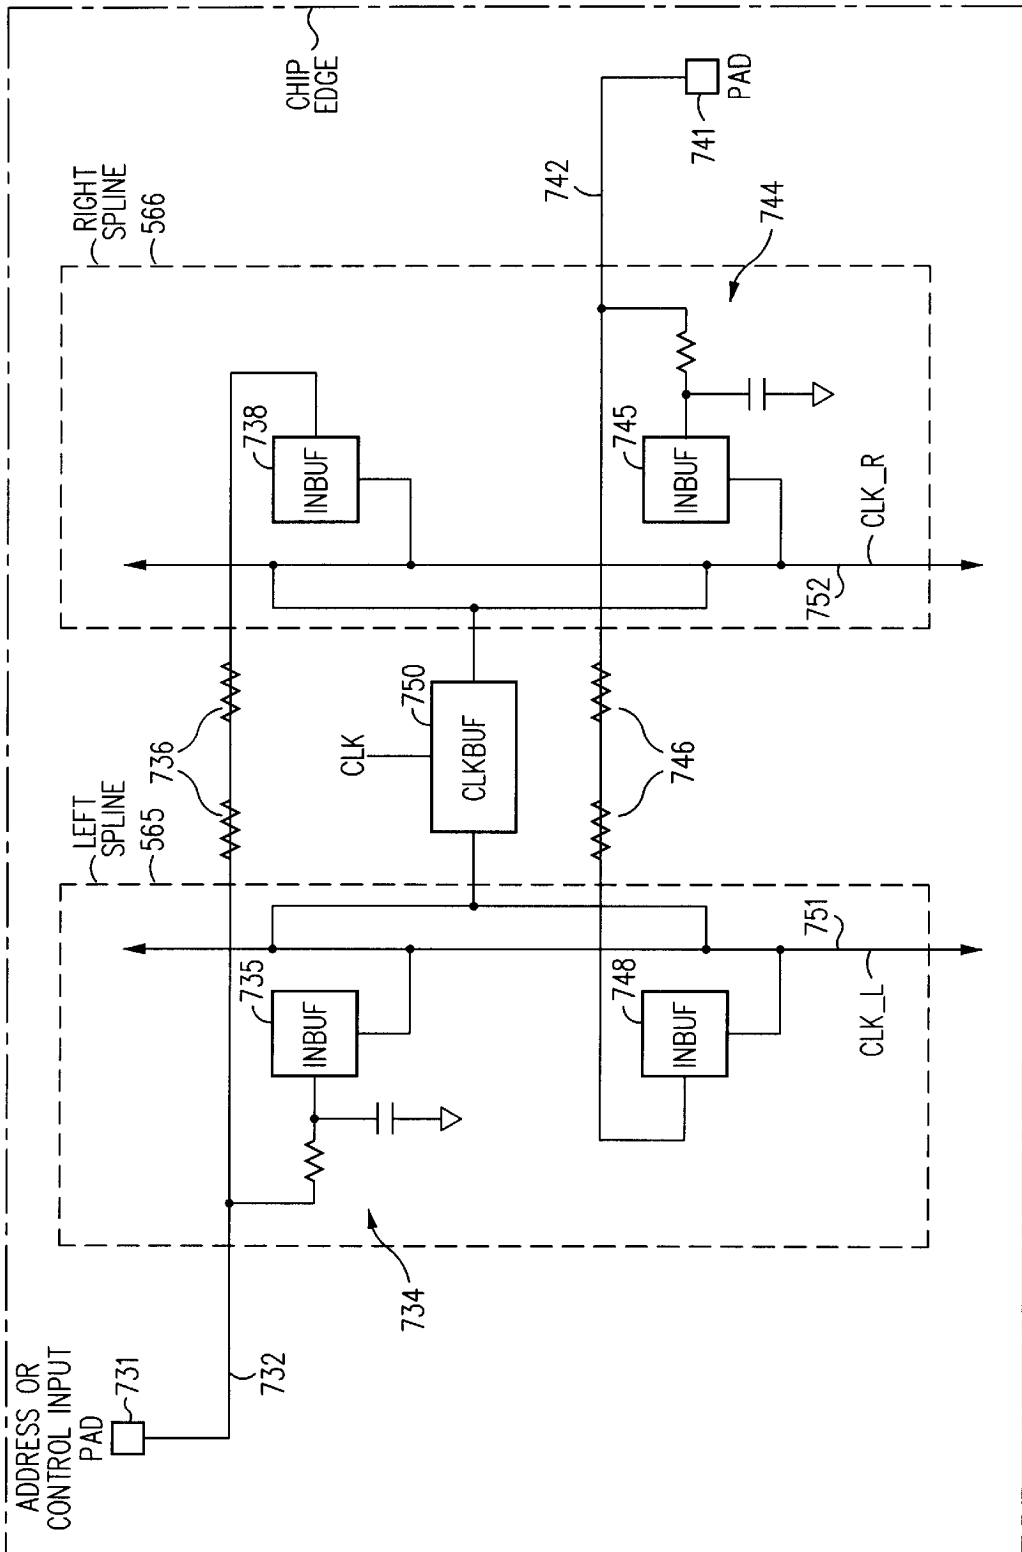 ADDRESS OR
CONTROL INPUT
PAD
731
732
734
LEFT
SPLINE
565
735
INBUF
748
INBUF
751
CLK_L
736
CLK
750
CLKBUF
746
RIGHT
SPLINE
566
738
INBUF
745
INBUF
752
CLK_R
742
744
741
PAD
CHIP
EDGE